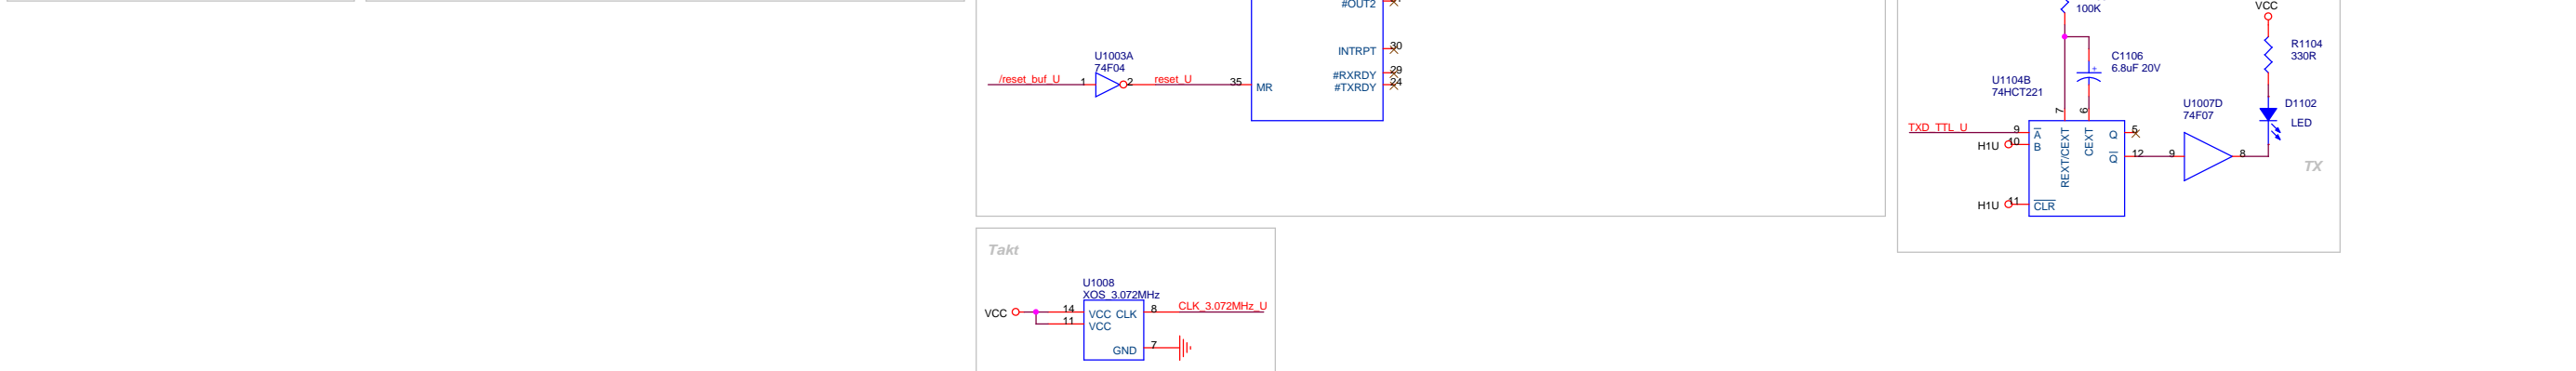 #OUT2
INTRPT 30
#RXRDY 29
#TXRDY 24
U1003A
74F04
/reset_buf_U 1 2 reset_U 35 MR
100K
VCC
R1104
330R
C1106
6.8uF 20V
+
U1104B
74HCT221
7 6
U1007D
74F07
D1102
LED
TXD_TTL_U 9 A Q 5
H1U 10 B
REXT/CEXT
CEXT
Q 12 9 8
TX
H1U 11 CLR
Takt
U1008
XOS_3.072MHz
VCC 14 VCC CLK 8 CLK_3.072MHz_U
11 VCC
GND 7